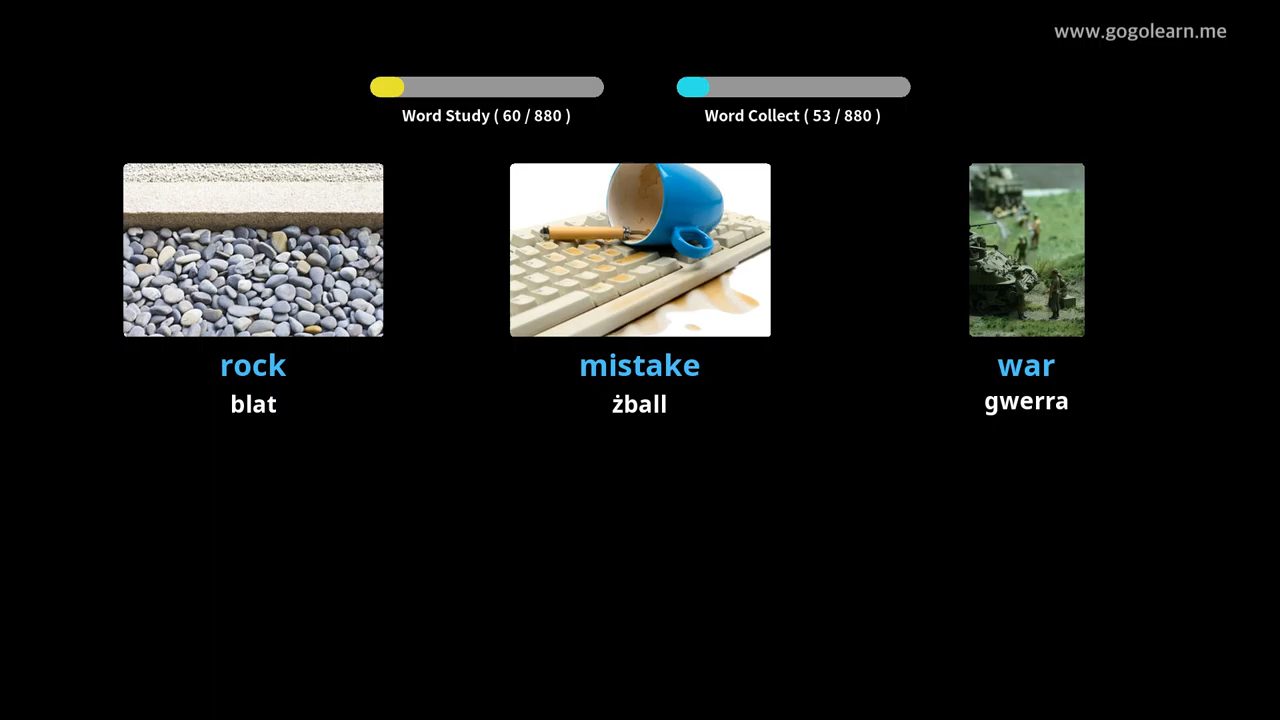 www.gogolearn.me
Word Study ( 60 / 880 )
Word Collect ( 53 / 880 )
rock
mistake
war
blat
żball
gwerra